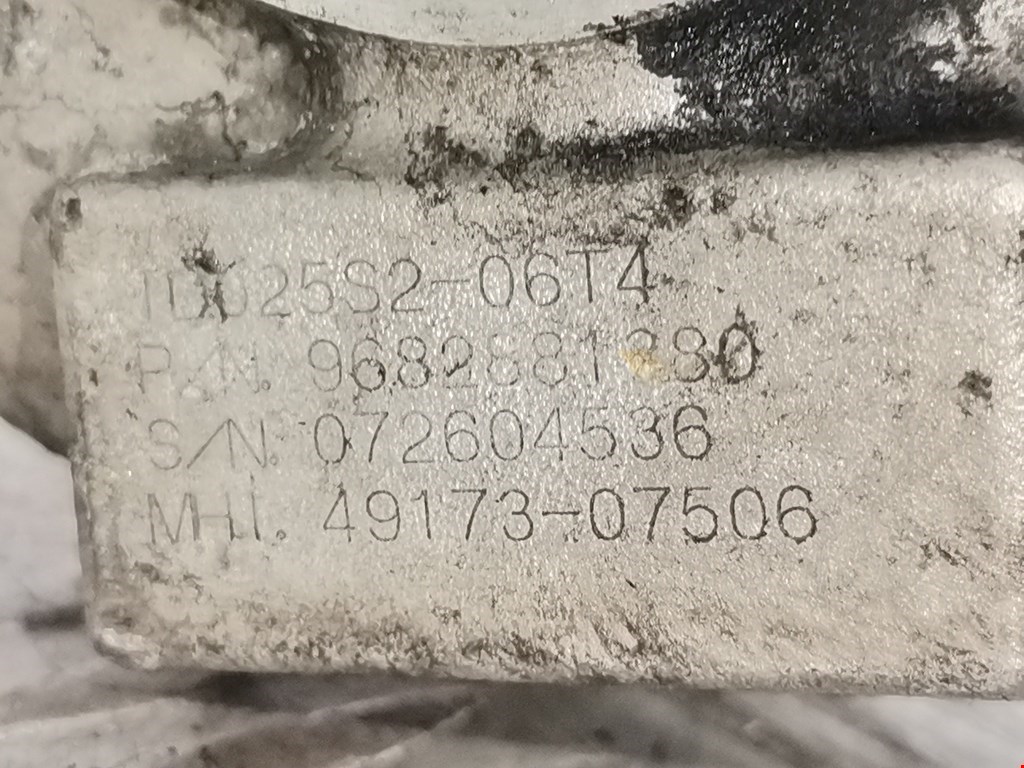 TD025S2-06T4
P/N. 9682881380
S/N. 072604536
MHI. 49173-07506